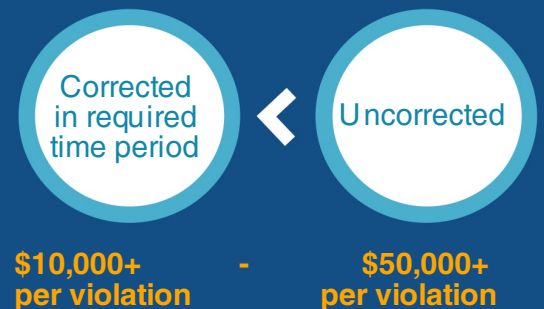 Corrected
in required
time period
<
Uncorrected
$10,000+ - $50,000+
per violation per violation